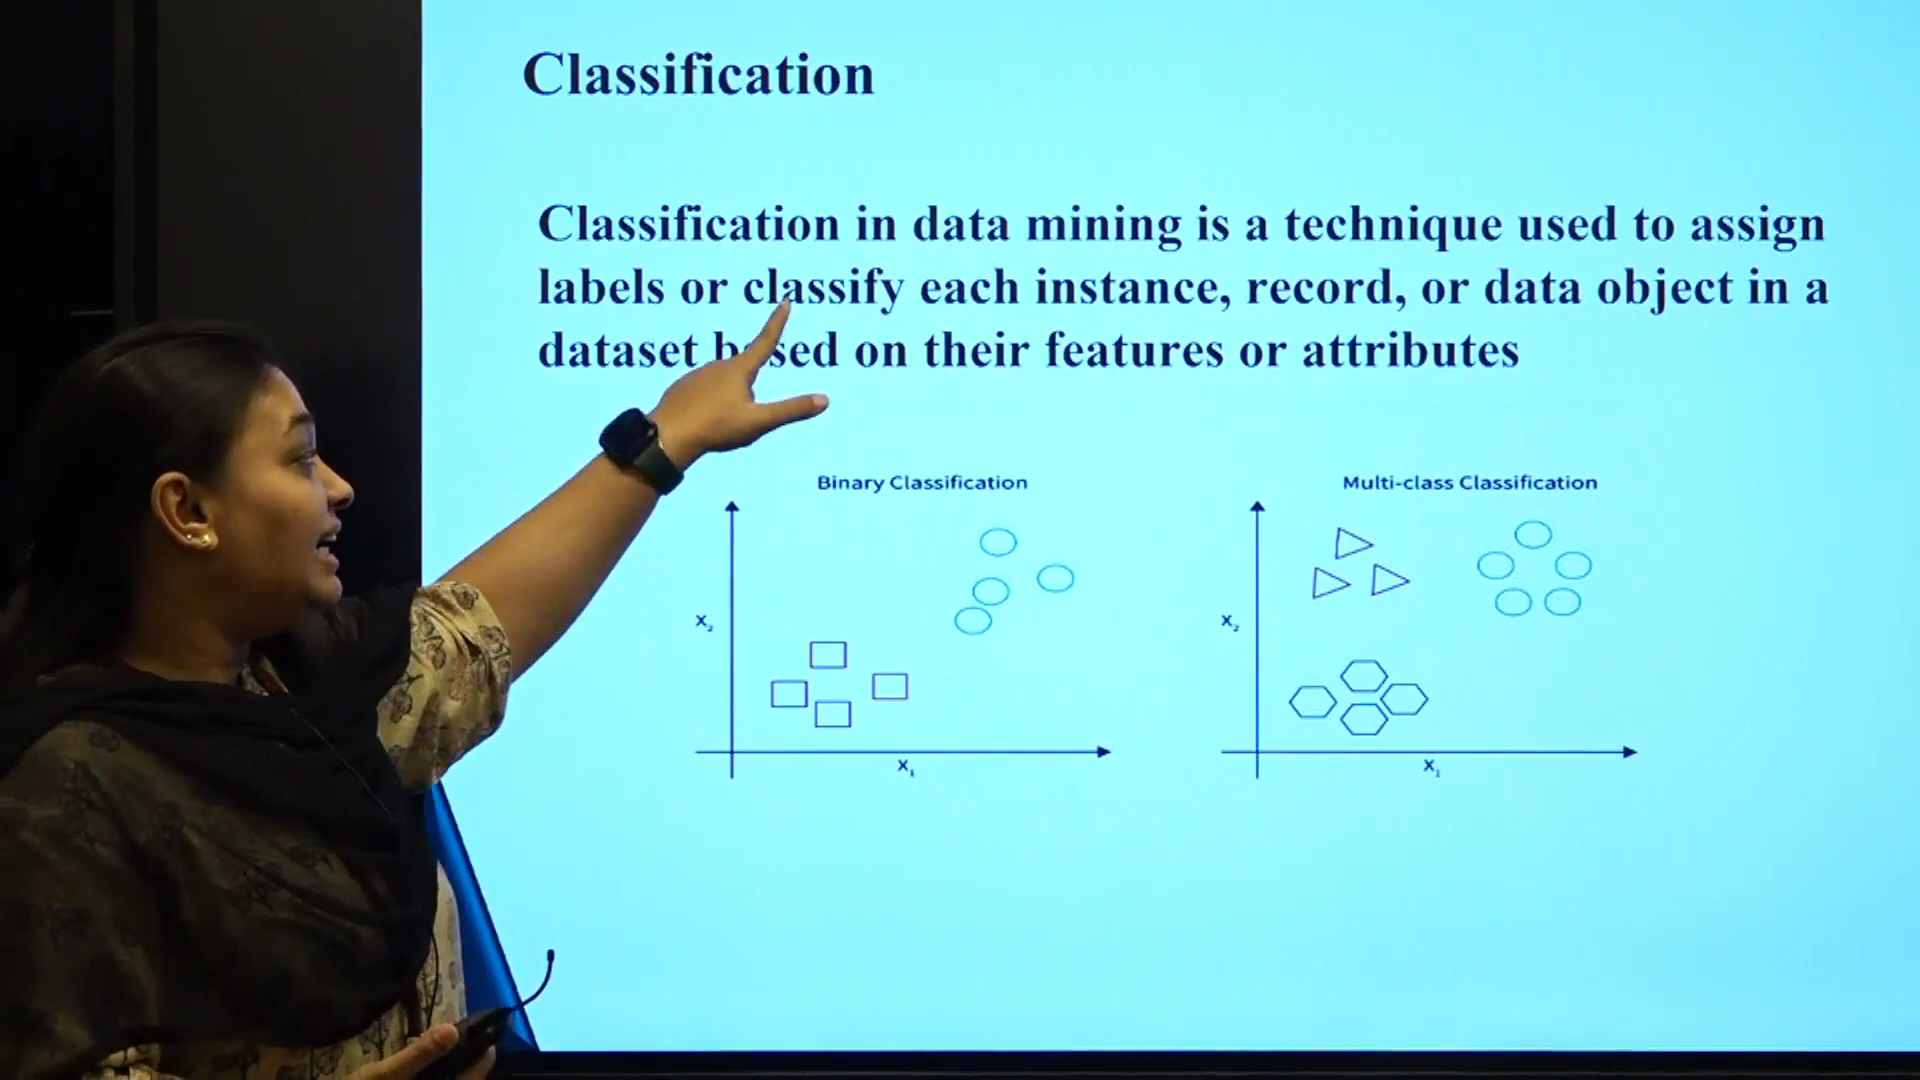 Classification
Classification in data mining is a technique used to assign
labels or classify each instance, record, or data object in a
dataset based on their features or attributes
Binary Classification
Multi-class Classification
X₂
X₁
X₂
X₁